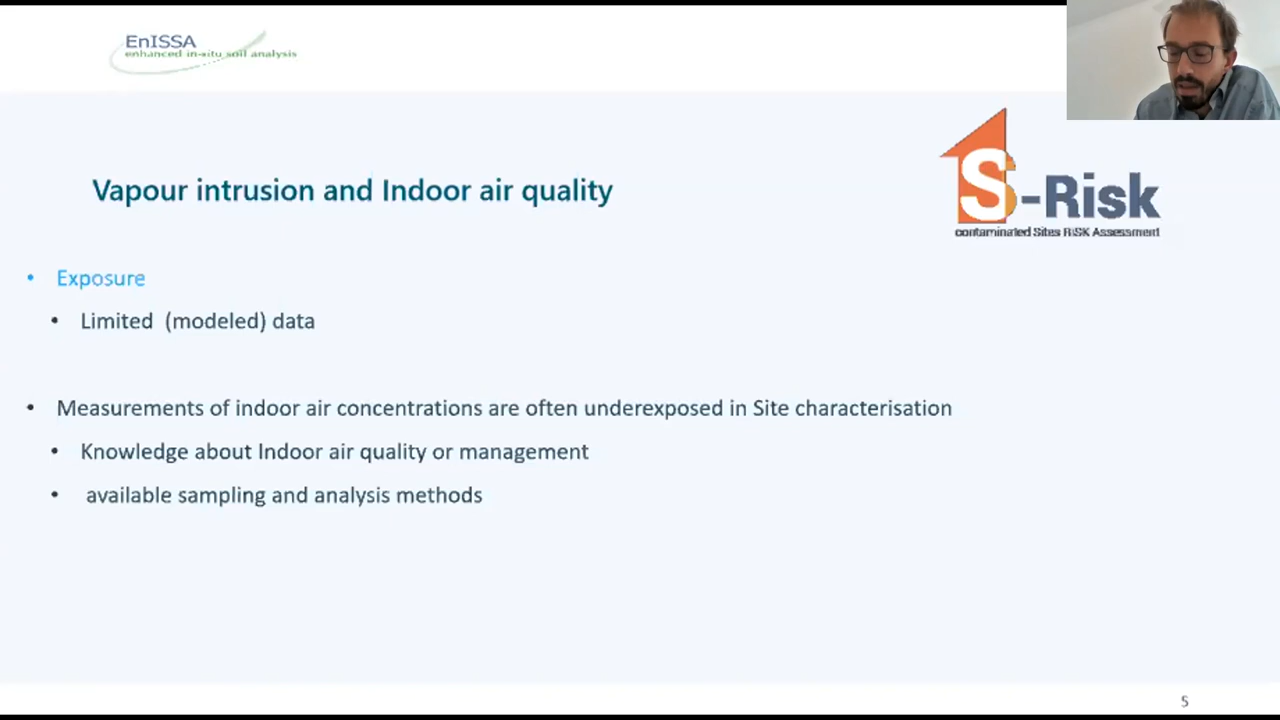 EnISSA
enhanced in-situ soil analysis
Vapour intrusion and Indoor air quality
S-Risk
contaminated Sites RISK Assessment
• Exposure
• Limited (modeled) data
• Measurements of indoor air concentrations are often underexposed in Site characterisation
• Knowledge about Indoor air quality or management
• available sampling and analysis methods
5